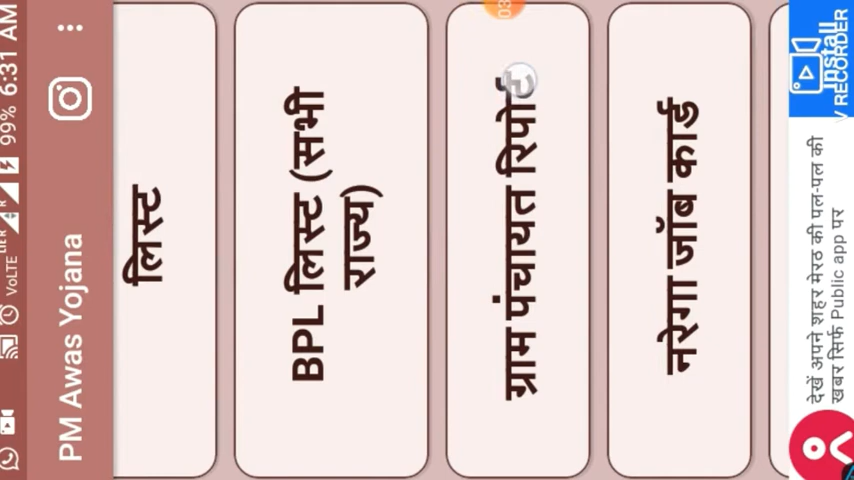 VoLTE 99% 6:31 AM
PM Awas Yojana
लिस्ट
BPL लिस्ट (सभी
राज्य)
ग्राम पंचायत रिपोर्ट
नरेगा जॉब कार्ड
देखें अपने शहर मेरठ की पल-पल की
खबर सिर्फ Public app पर
Install
V RECORDER
03